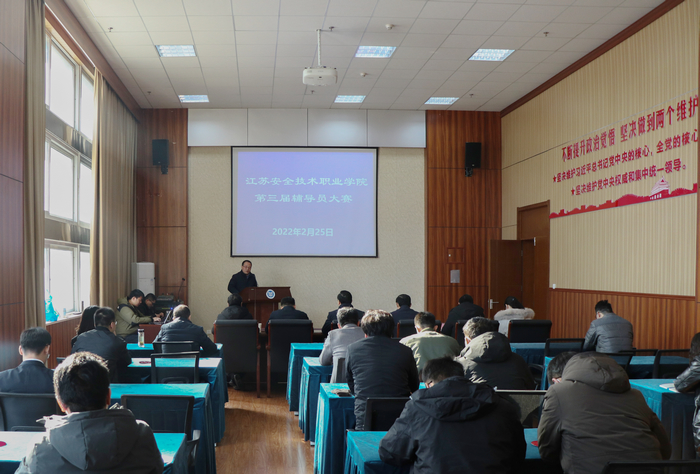 江苏安全技术职业学院
第三届辅导员大赛
2022年2月25日
不断提升政治觉悟 坚决做到两个维护
★坚决维护习近平总书记党中央的核心、全党的核心
★坚决维护党中央权威和集中统一领导。